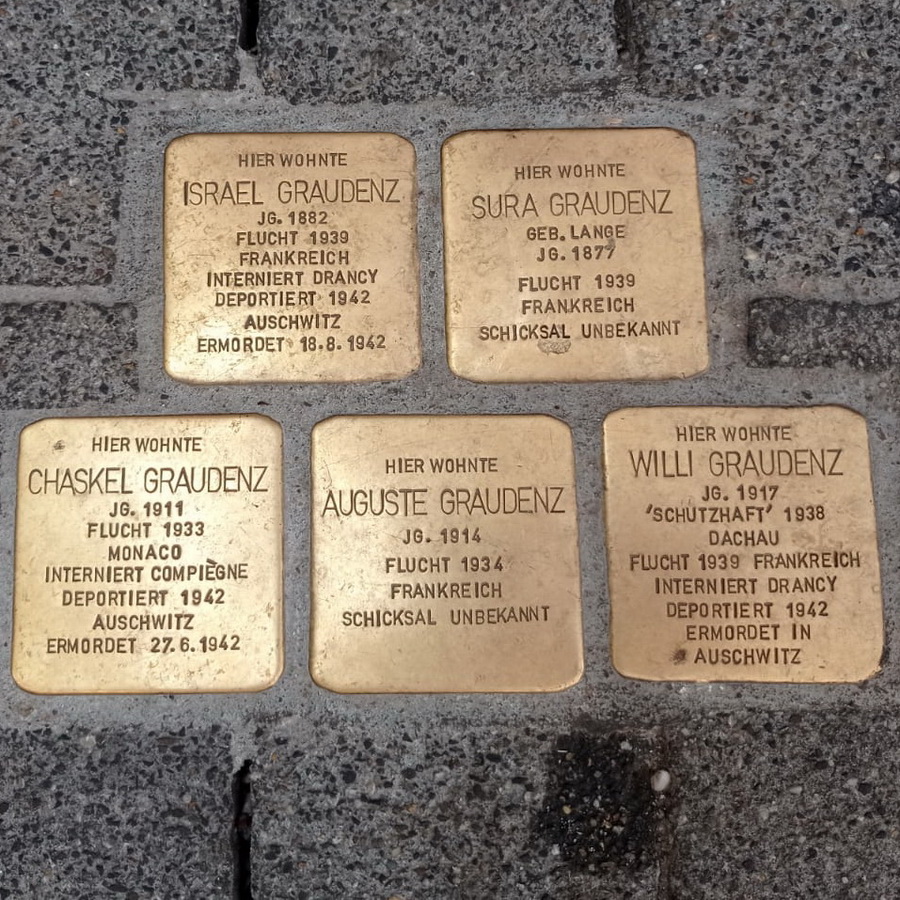 HIER WOHNTE
ISRAEL GRAUDENZ
JG. 1882
FLUCHT 1939
FRANKREICH
INTERNIERT DRANCY
DEPORTIERT 1942
AUSCHWITZ
ERMORDET 18.8.1942
HIER WOHNTE
SURA GRAUDENZ
GEB. LANGE
JG. 1877
FLUCHT 1939
FRANKREICH
SCHICKSAL UNBEKANNT
HIER WOHNTE
CHASKEL GRAUDENZ
JG. 1911
FLUCHT 1933
MONACO
INTERNIERT COMPIÈGNE
DEPORTIERT 1942
AUSCHWITZ
ERMORDET 27.6.1942
HIER WOHNTE
AUGUSTE GRAUDENZ
JG. 1914
FLUCHT 1934
FRANKREICH
SCHICKSAL UNBEKANNT
HIER WOHNTE
WILLI GRAUDENZ
JG. 1917
'SCHUTZHAFT' 1938
DACHAU
FLUCHT 1939 FRANKREICH
INTERNIERT DRANCY
DEPORTIERT 1942
ERMORDET IN
AUSCHWITZ